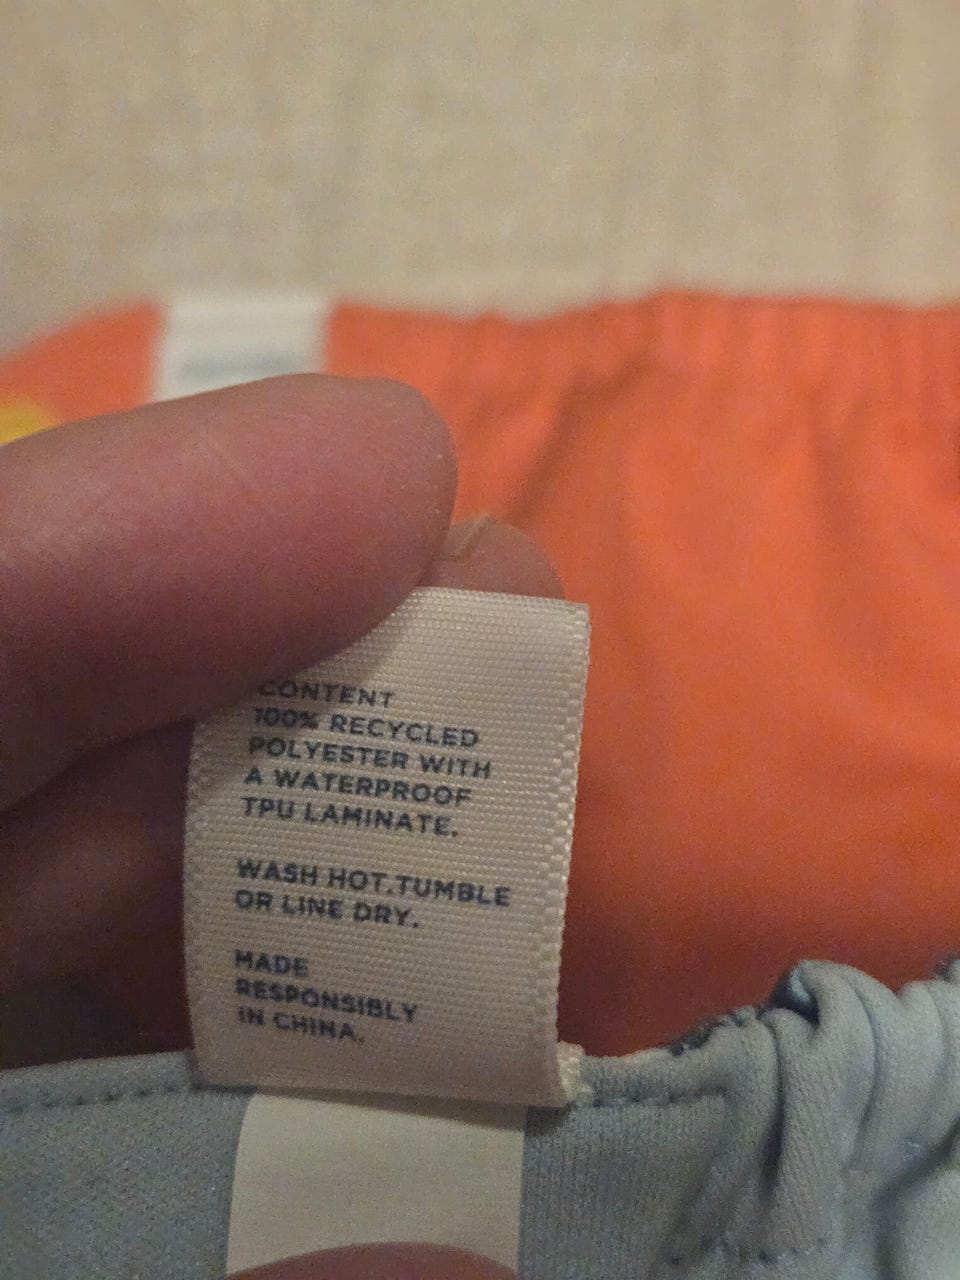 CONTENT
100% RECYCLED
POLYESTER WITH
A WATERPROOF
TPU LAMINATE.
WASH HOT.TUMBLE
OR LINE DRY.
MADE
RESPONSIBLY
IN CHINA.